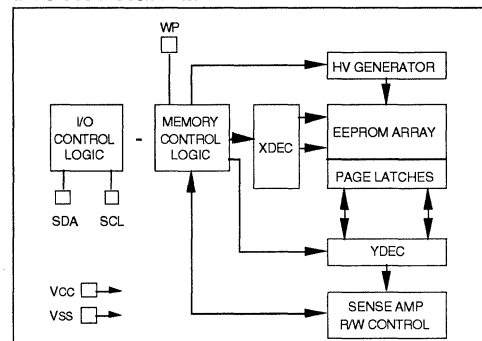 WP
HV GENERATOR
I/O
CONTROL
LOGIC
-
MEMORY
CONTROL
LOGIC
XDEC
EEPROM ARRAY
PAGE LATCHES
SDA
SCL
YDEC
VCC
VSS
SENSE AMP
R/W CONTROL